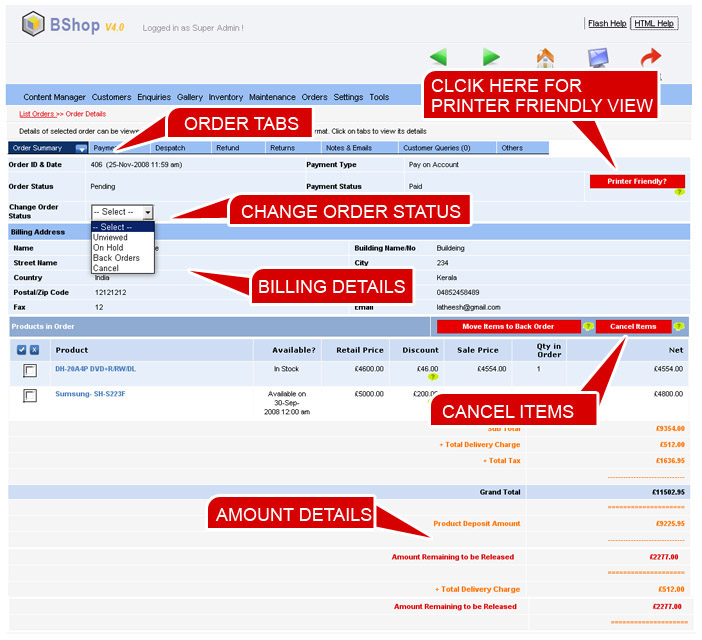 BShop V4.0
Logged in as Super Admin !
Flash Help
HTML Help
CLCIK HERE FOR
PRINTER FRIENDLY VIEW
Content Manager Customers Enquiries Gallery Inventory Maintenance Orders Settings Tools
List Orders >> Order Details
ORDER TABS
Details of selected order can be viewe
rmat. Click on tabs to view its details
Order Summary Despatch Refund Returns Notes & Emails Customer Queries (0) Others
Order ID & Date 406 (25-Nov-2008 11:59 am) Payment Type Pay on Account
Printer Friendly?
?
Order Status Pending Payment Status Paid
Change Order
Status
-- Select --
CHANGE ORDER STATUS
-- Select --
Unviewed
On Hold
Back Orders
Cancel
Billing Address
Name Building Name/No Buildeing
Street Name City 234
Country India Kerala
BILLING DETAILS
Postal/Zip Code 12121212 04852458489
Fax 12 Email latheesh@gmail.com
Products in Order Move Items to Back Order ? Cancel Items ?
Product Available? Retail Price Discount Sale Price Qty in Order Net
DH-20A4P DVD+R/RW/DL In Stock £4600.00 £46.00 £4554.00 1 £4554.00
?
Sumsung- SH-S223F Available on £5000.00 £200.0 £4800.00
30-Sep-
2008 12:00 am
CANCEL ITEMS
Sub Total £9354.00
+ Total Delivery Charge £512.00
+ Total Tax £1636.95
Grand Total £11502.95
AMOUNT DETAILS
Product Deposit Amount £9225.95
Amount Remaining to be Released £2277.00
+ Total Delivery Charge £512.00
Amount Remaining to be Released £2277.00